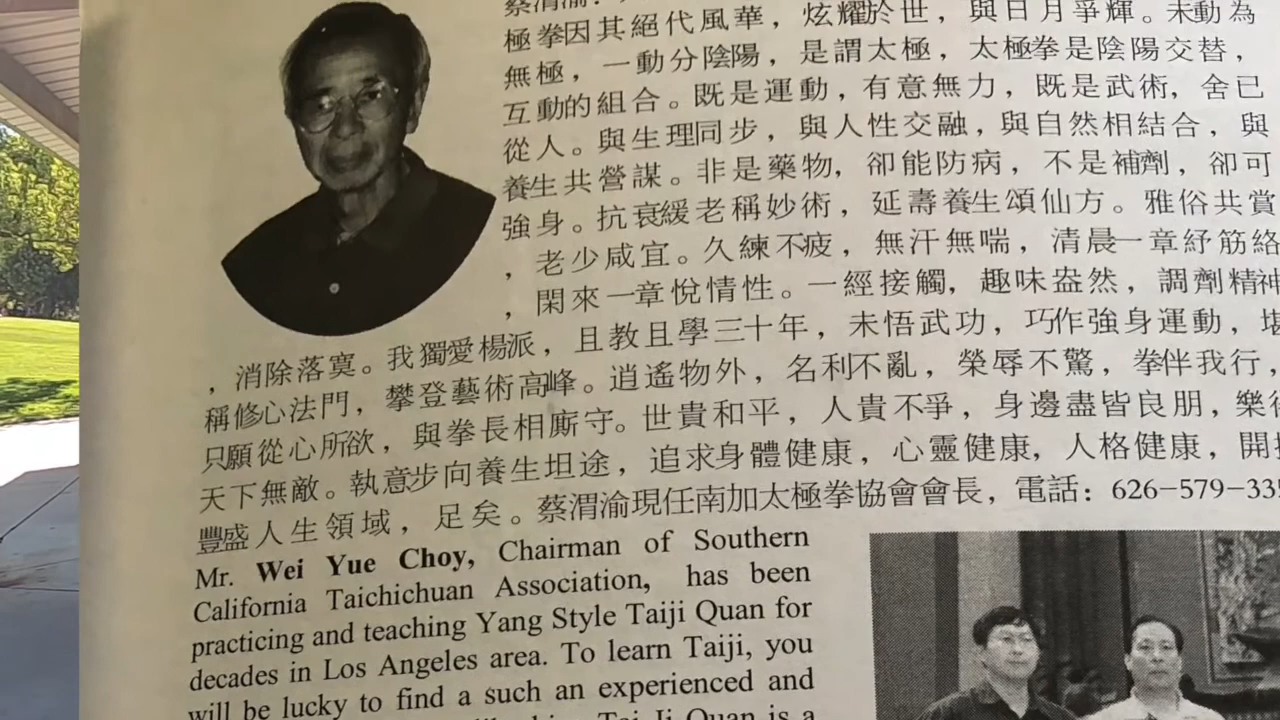 蔡渭渝：
極拳因其絕代風華，炫耀於世，與日月爭輝。未動為
無極，一動分陰陽，是謂太極，太極拳是陰陽交替，
互動的組合。既是運動，有意無力，既是武術，舍已
從人。與生理同步，與人性交融，與自然相結合，與
養生共營謀。非是藥物，卻能防病，不是補劑，卻可
強身。抗衰緩老稱妙術，延壽養生頌仙方。雅俗共賞
，老少咸宜。久練不疲，無汗無喘，清晨一章紓筋絡
，閑來一章悅情性。一經接觸，趣味盎然，調劑精神
，消除落寞。我獨愛楊派，且教且學三十年，未悟武功，巧作強身運動，堪
稱修心法門，攀登藝術高峰。逍遙物外，名利不亂，榮辱不驚，拳伴我行，
只願從心所欲，與拳長相廝守。世貴和平，人貴不爭，身邊盡皆良朋，樂
天下無敵。執意步向養生坦途，追求身體健康，心靈健康，人格健康，開
豐盛人生領域，足矣。蔡渭渝現任南加太極拳協會會長，電話：626-579-335
Mr. Wei Yue Choy, Chairman of Southern
California Taichichuan Association, has been
practicing and teaching Yang Style Taiji Quan for
decades in Los Angeles area. To learn Taiji, you
will be lucky to find a such an experienced and
Tai Ji Quan is a